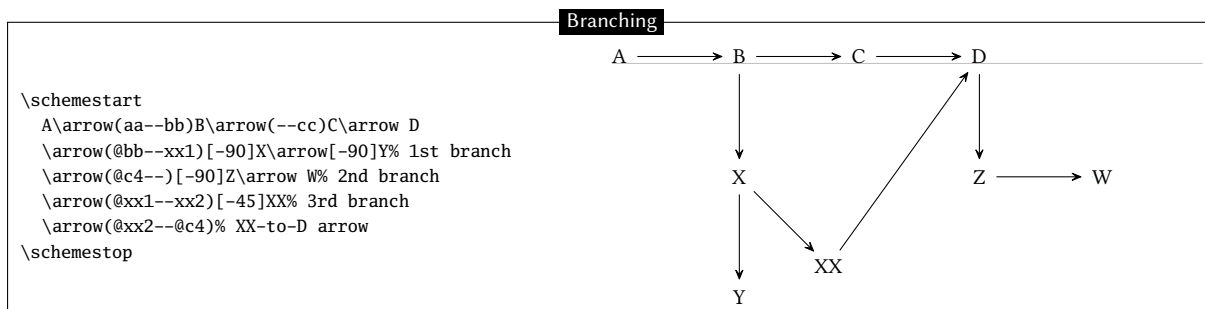 Branching
\schemestart
A\arrow(aa--bb)B\arrow(--cc)C\arrow D
\arrow(@bb--xx1)[-90]X\arrow[-90]Y% 1st branch
\arrow(@c4--)[-90]Z\arrow W% 2nd branch
\arrow(@xx1--xx2)[-45]XX% 3rd branch
\arrow(@xx2--@c4)% XX-to-D arrow
\schemestop
A B C D
X Z W
XX
Y